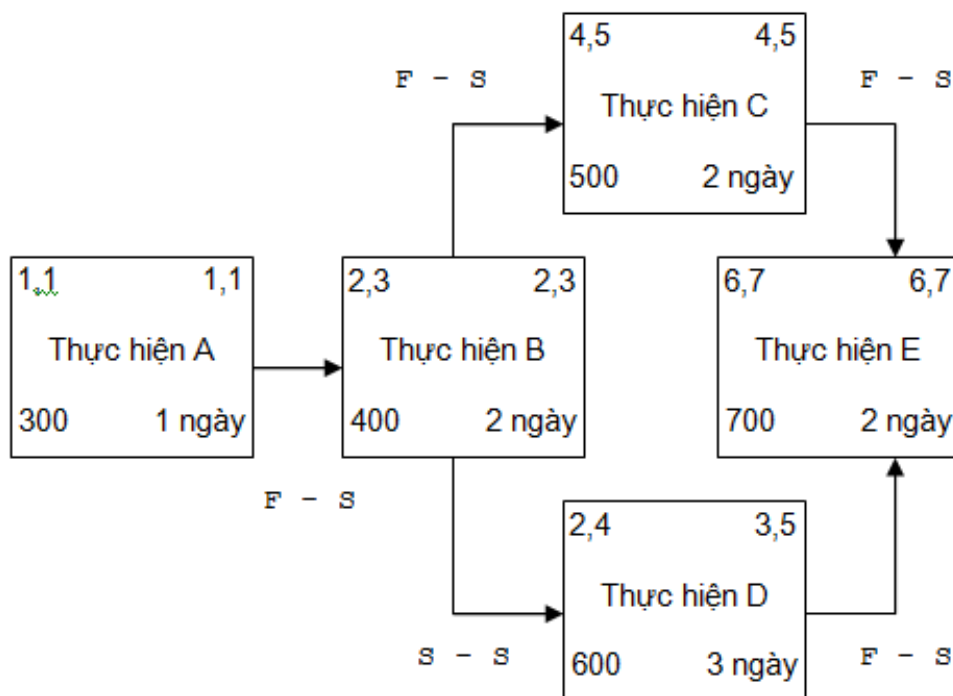 4,5 4,5
F - S
Thực hiện C
F - S
500 2 ngày
1,1 1,1
Thực hiện A
300 1 ngày
F - S
2,3 2,3
Thực hiện B
400 2 ngày
6,7 6,7
Thực hiện E
700 2 ngày
2,4 3,5
Thực hiện D
S - S
600 3 ngày
F - S